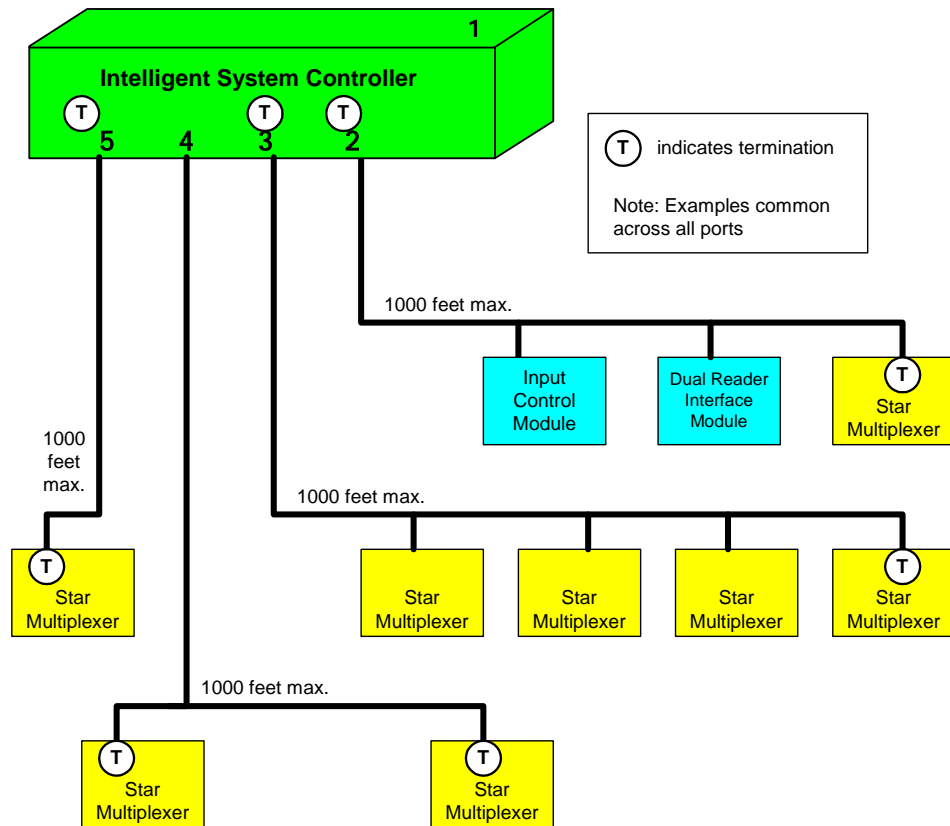 1
Intelligent System Controller
T
T
T
5
4
3
2
T
indicates termination
Note: Examples common
across all ports
1000 feet max.
Input
Control
Module
Dual Reader
Interface
Module
T
Star
Multiplexer
1000
feet
max.
1000 feet max.
T
Star
Multiplexer
Star
Multiplexer
Star
Multiplexer
Star
Multiplexer
T
Star
Multiplexer
1000 feet max.
T
Star
Multiplexer
T
Star
Multiplexer